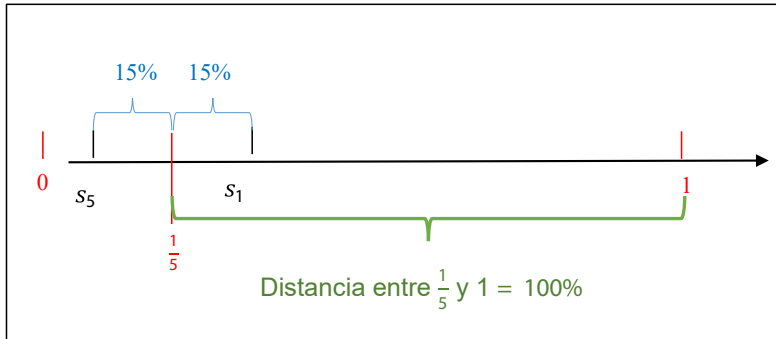 15% 15%
0 1
s₅ s₁
1/5
Distancia entre 1/5 y 1 = 100%